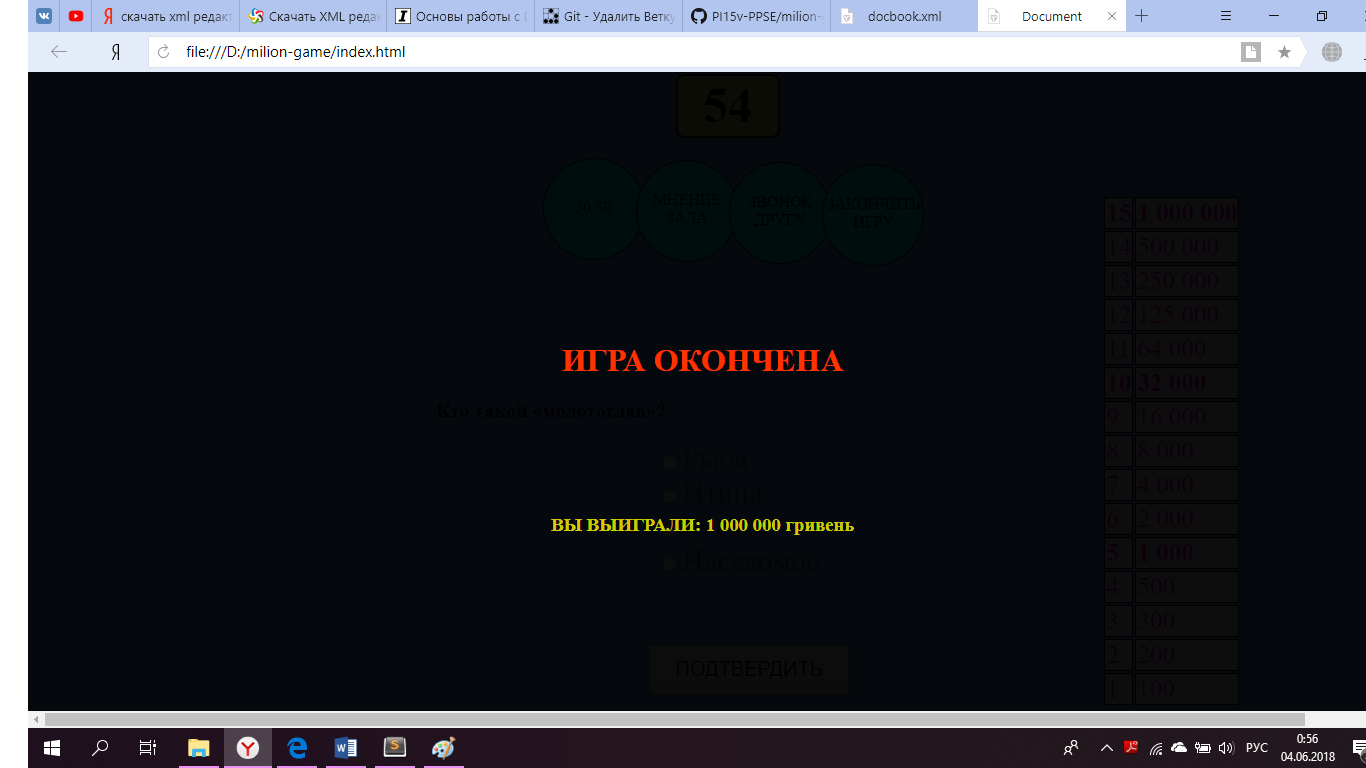 скачать xml редакт
Скачать XML редак
Основы работы с
Git - Удалить Ветку
PI15v-PPSE/milion-
docbook.xml
Document
Я file:///D:/milion-game/index.html
54
50/50
МНЕНИЕ ЗАЛА
ЗВОНОК ДРУГУ
ЗАКОНЧИТЬ ИГРУ
ИГРА ОКОНЧЕНА
Кто такой «молотоглав»?
Рыба
Птица
ВЫ ВЫИГРАЛИ: 1 000 000 гривень
Насекомое
ПОДТВЕРДИТЬ
15 1 000 000
14 500 000
13 250 000
12 125 000
11 64 000
10 32 000
9 16 000
8 8 000
7 4 000
6 2 000
5 1 000
4 500
3 300
2 200
1 100
РУС
0:56
04.06.2018